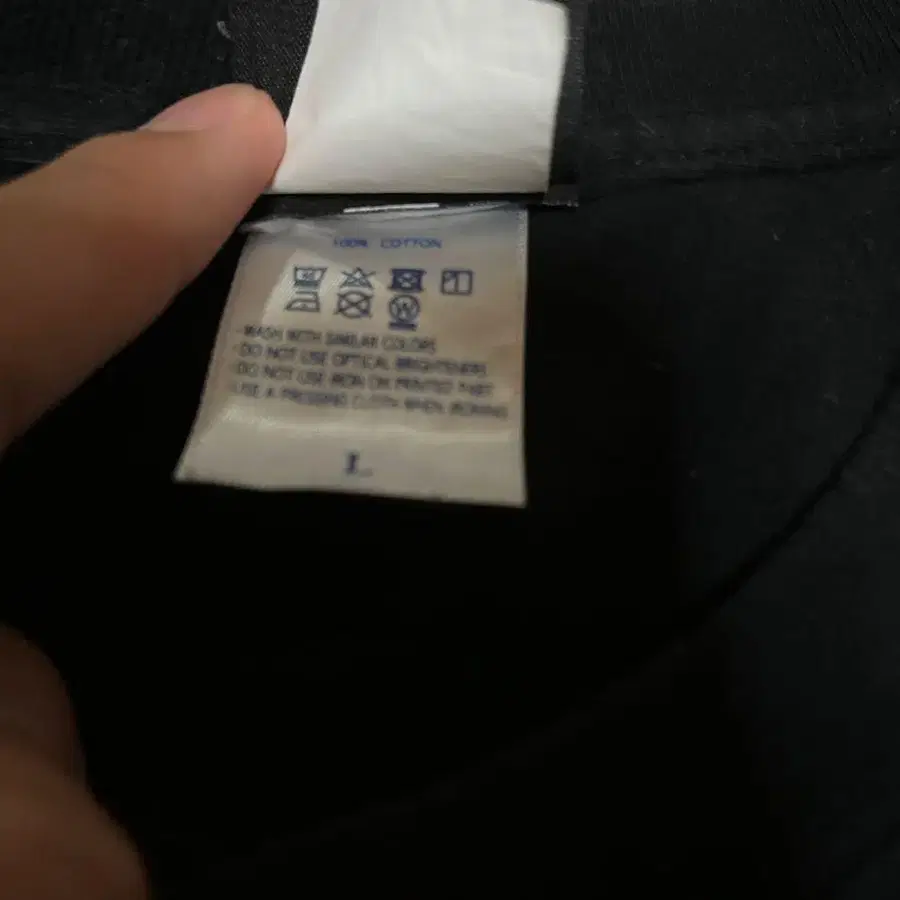 100% COTTON
W
-WASH WITH SIMILAR COLORS
-DO NOT USE OPTICAL BRIGHTENERS
-DO NOT USE IRON ON PRINTED PART
-USE A PRESSING CLOTH WHEN IRONING
L